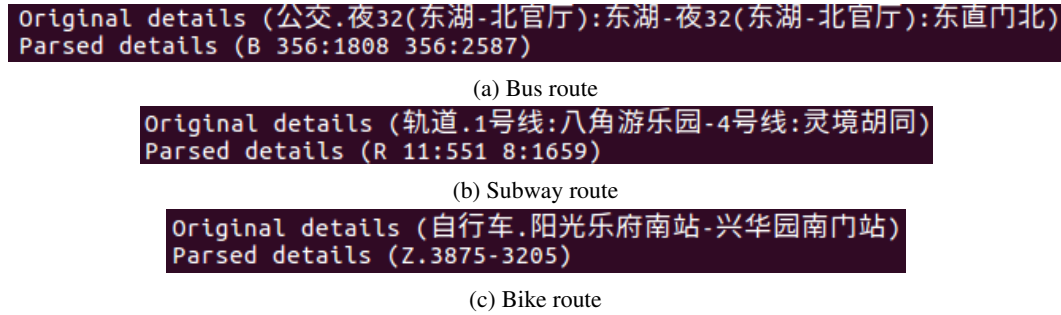 Original details (公交.夜32(东湖-北官厅):东湖-夜32(东湖-北官厅):东直门北)
Parsed details (B 356:1808 356:2587)
(a) Bus route
Original details (轨道.1号线:八角游乐园-4号线:灵境胡同)
Parsed details (R 11:551 8:1659)
(b) Subway route
Original details (自行车.阳光乐府南站-兴华园南门站)
Parsed details (Z.3875-3205)
(c) Bike route